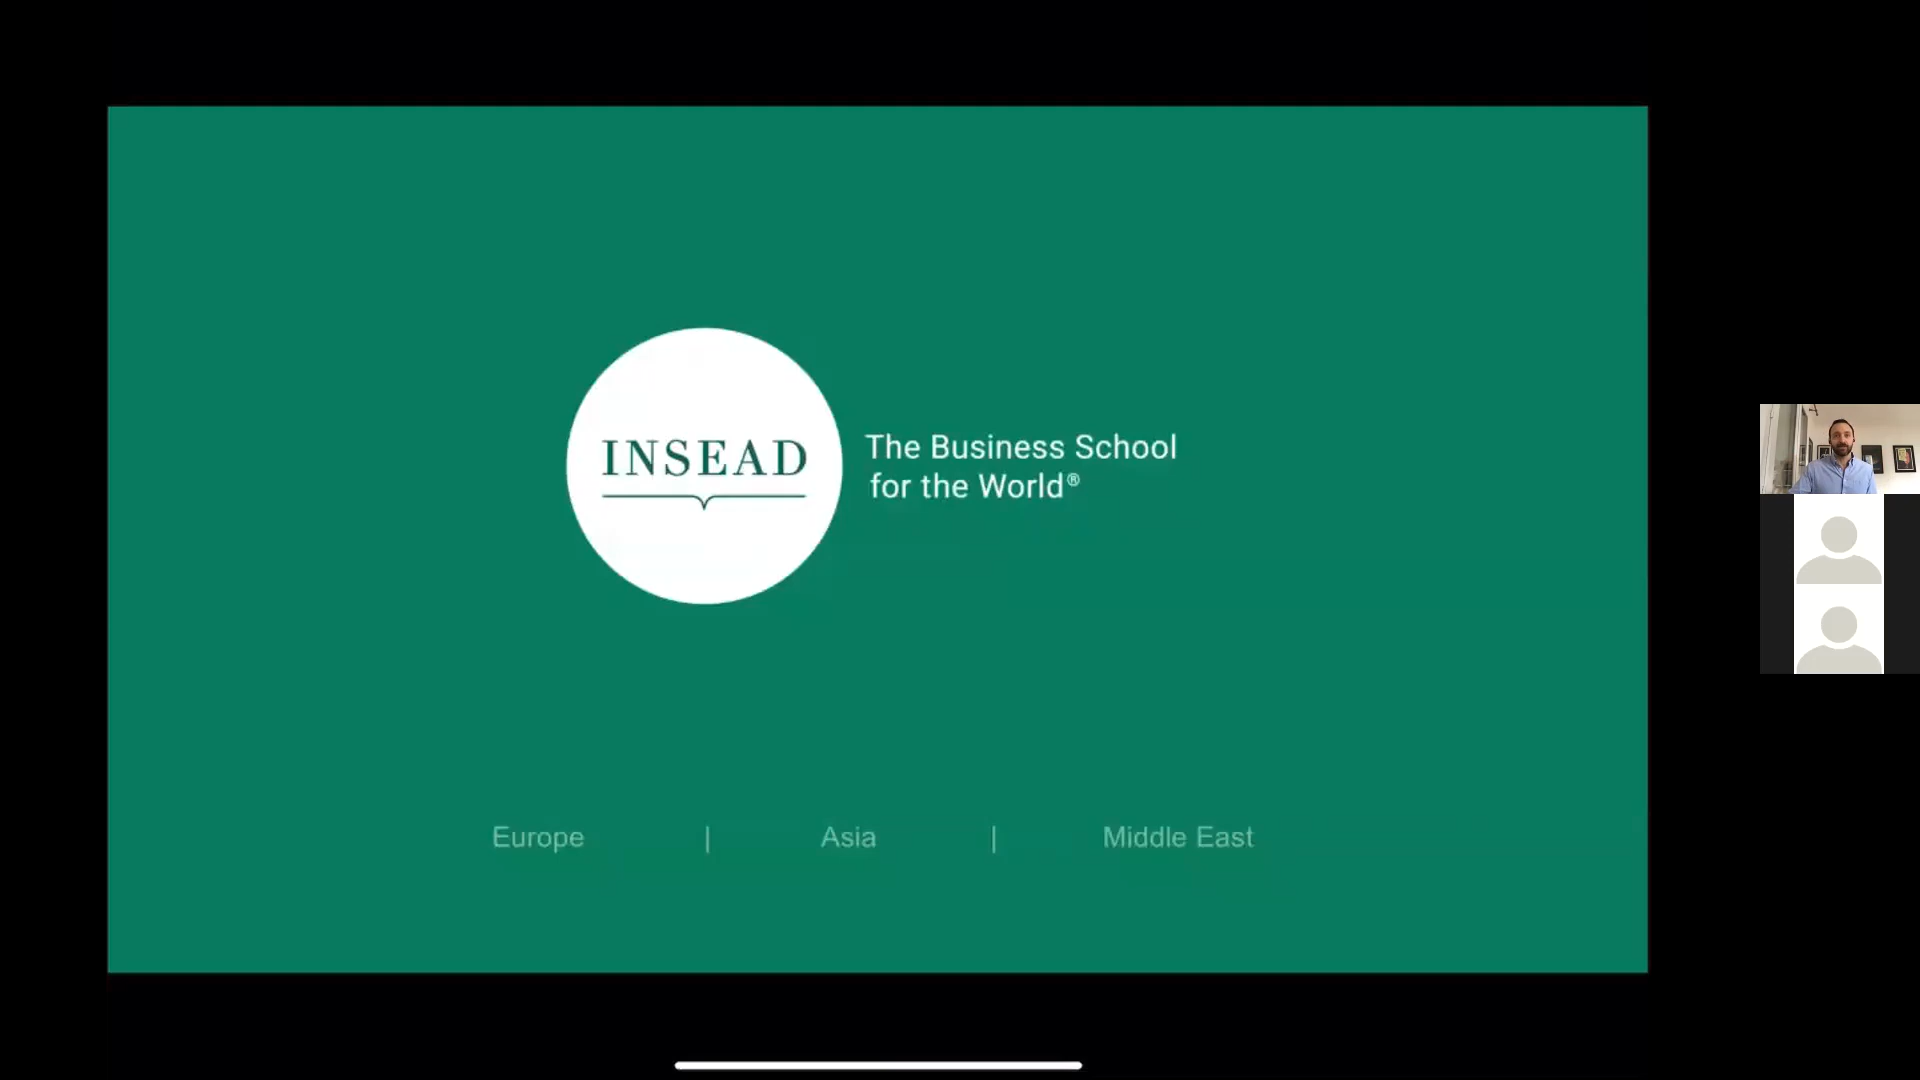 INSEAD
The Business School
for the World®
Europe | Asia | Middle East